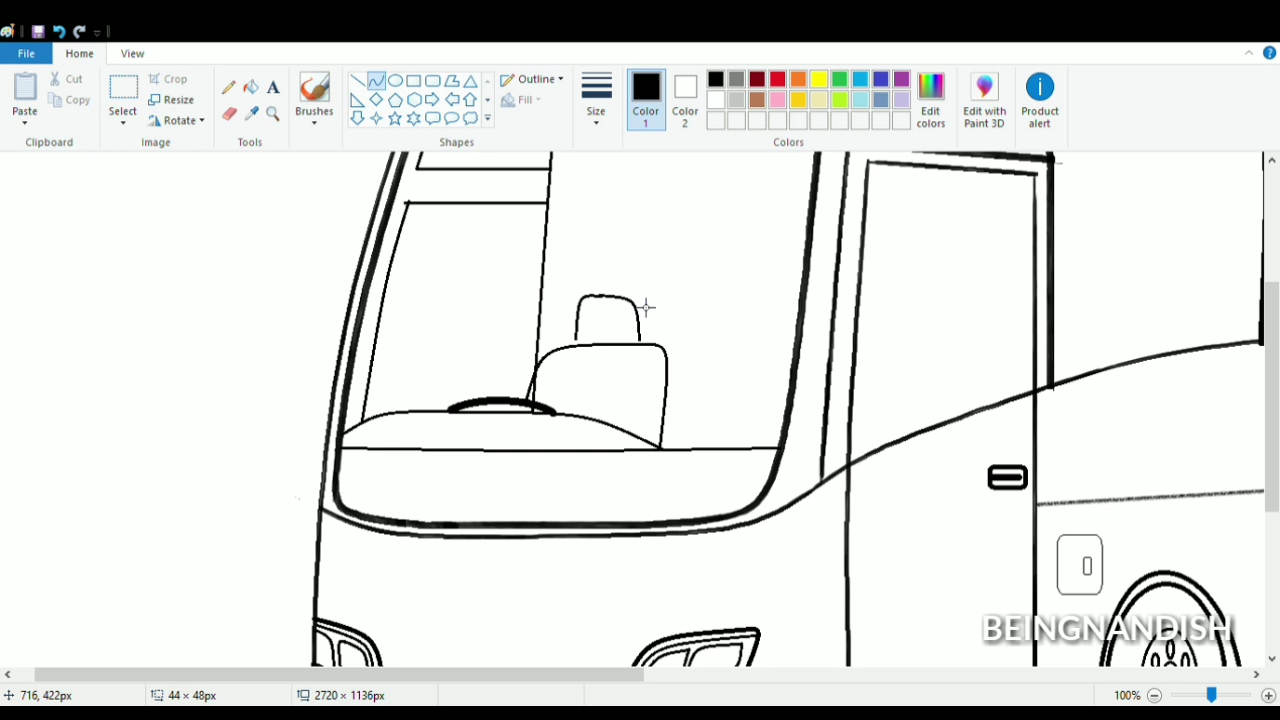 File Home View
Paste
Cut
Copy
Clipboard
Select
Crop
Resize
Rotate
Image
Tools
Brushes
Shapes
Outline
Fill
Size
Color 1
Color 2
Edit colors
Colors
Edit with Paint 3D
Product alert
BEINGNANDISH
716, 422px 44 × 48px 2720 × 1136px 100%